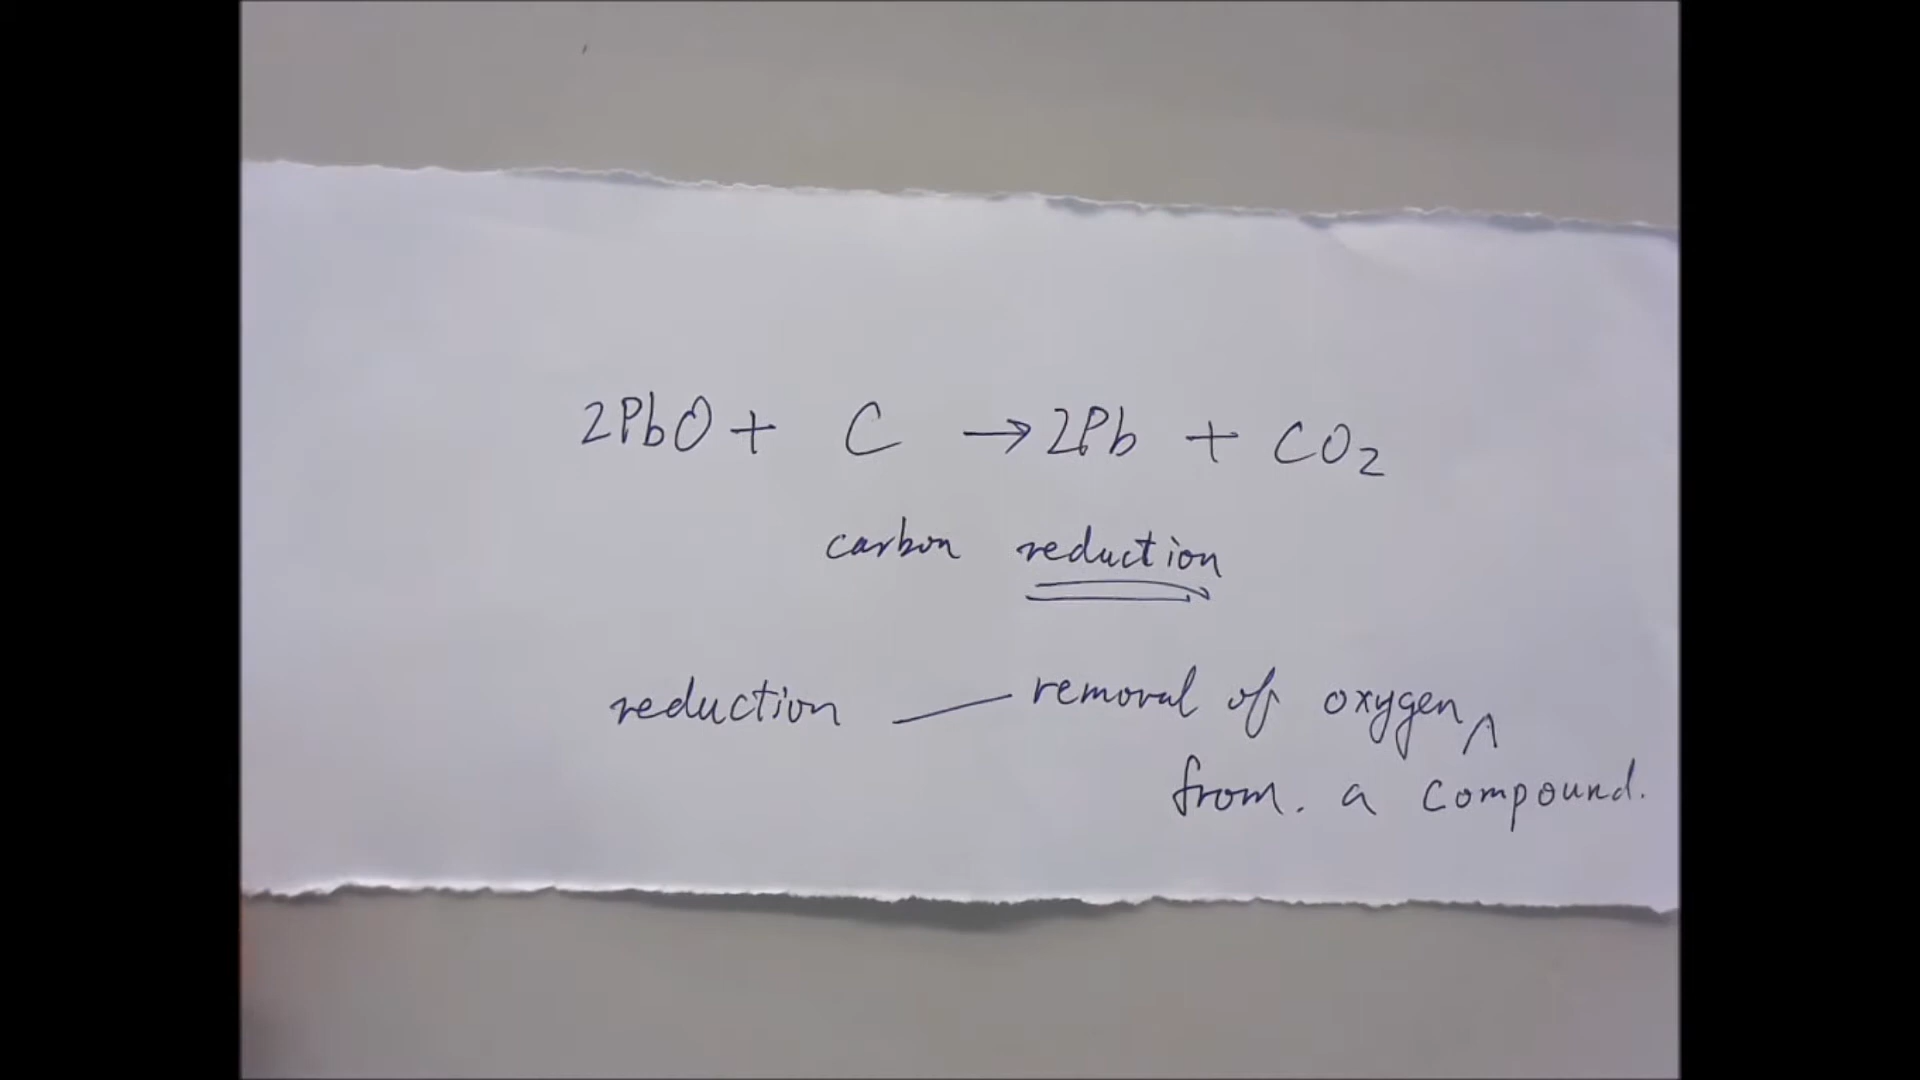 2PbO + C → 2Pb + CO₂
carbon reduction
reduction — removal of oxygen ^
from. a compound.